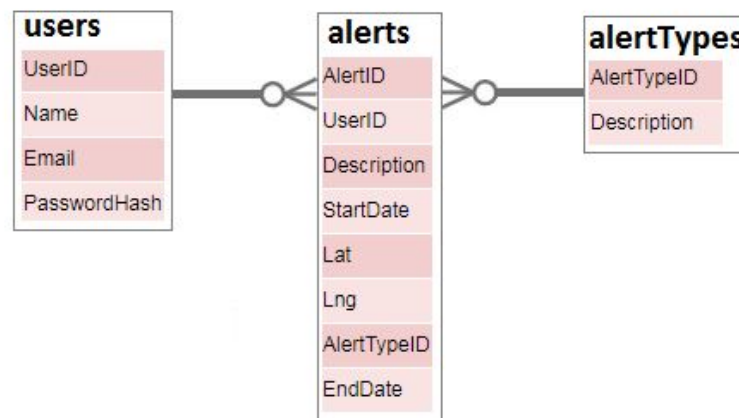 users
UserID
Name
Email
PasswordHash
alerts
AlertID
UserID
Description
StartDate
Lat
Lng
AlertTypeID
EndDate
alertTypes
AlertTypeID
Description